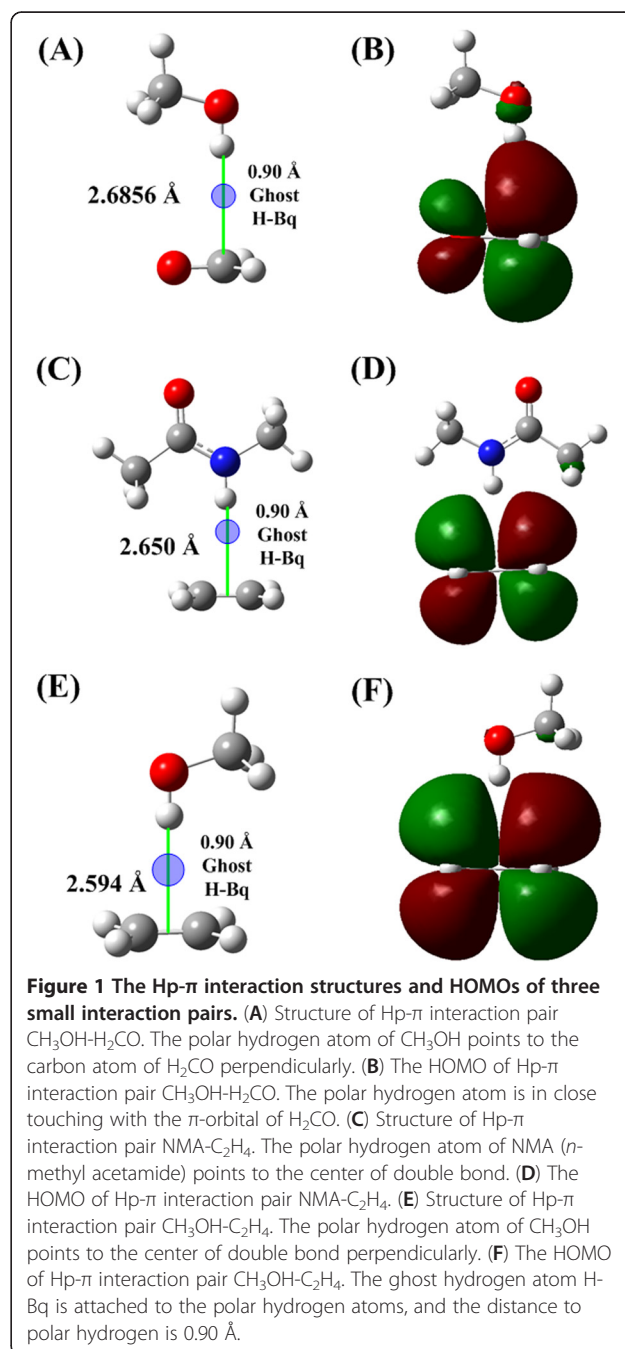 (A)
(B)
2.6856 Å
0.90 Å
Ghost
H-Bq
(C)
(D)
2.650 Å
0.90 Å
Ghost
H-Bq
(E)
(F)
2.594 Å
0.90 Å
Ghost
H-Bq
Figure 1 The Hp-π interaction structures and HOMOs of three
small interaction pairs. (A) Structure of Hp-π interaction pair
CH₃OH-H₂CO. The polar hydrogen atom of CH₃OH points to the
carbon atom of H₂CO perpendicularly. (B) The HOMO of Hp-π
interaction pair CH₃OH-H₂CO. The polar hydrogen atom is in close
touching with the π-orbital of H₂CO. (C) Structure of Hp-π
interaction pair NMA-C₂H₄. The polar hydrogen atom of NMA (n-
methyl acetamide) points to the center of double bond. (D) The
HOMO of Hp-π interaction pair NMA-C₂H₄. (E) Structure of Hp-π
interaction pair CH₃OH-C₂H₄. The polar hydrogen atom of CH₃OH
points to the center of double bond perpendicularly. (F) The HOMO
of Hp-π interaction pair CH₃OH-C₂H₄. The ghost hydrogen atom H-
Bq is attached to the polar hydrogen atoms, and the distance to
polar hydrogen is 0.90 Å.